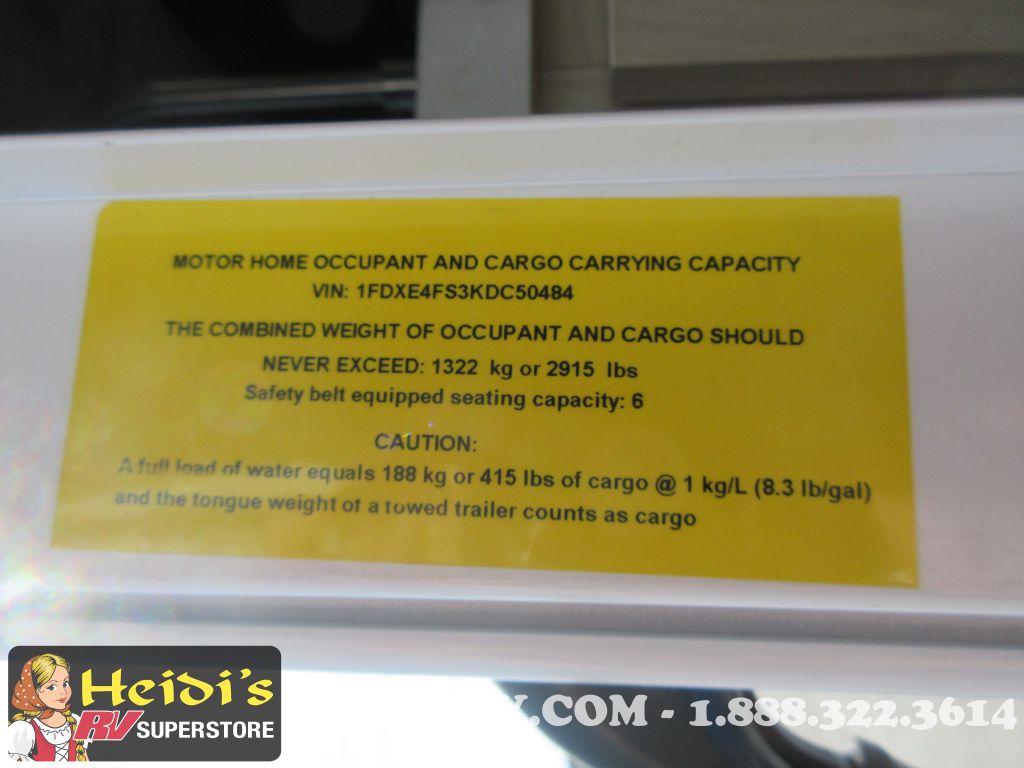 MOTOR HOME OCCUPANT AND CARGO CARRYING CAPACITY
VIN: 1FDXE4FS3KDC50484
THE COMBINED WEIGHT OF OCCUPANT AND CARGO SHOULD
NEVER EXCEED: 1322 kg or 2915 lbs
Safety belt equipped seating capacity: 6
CAUTION:
A full load of water equals 188 kg or 415 lbs of cargo @ 1 kg/L (8.3 lb/gal)
and the tongue weight of a towed trailer counts as cargo
Heidi's
RV SUPERSTORE
.COM - 1.888.322.3614